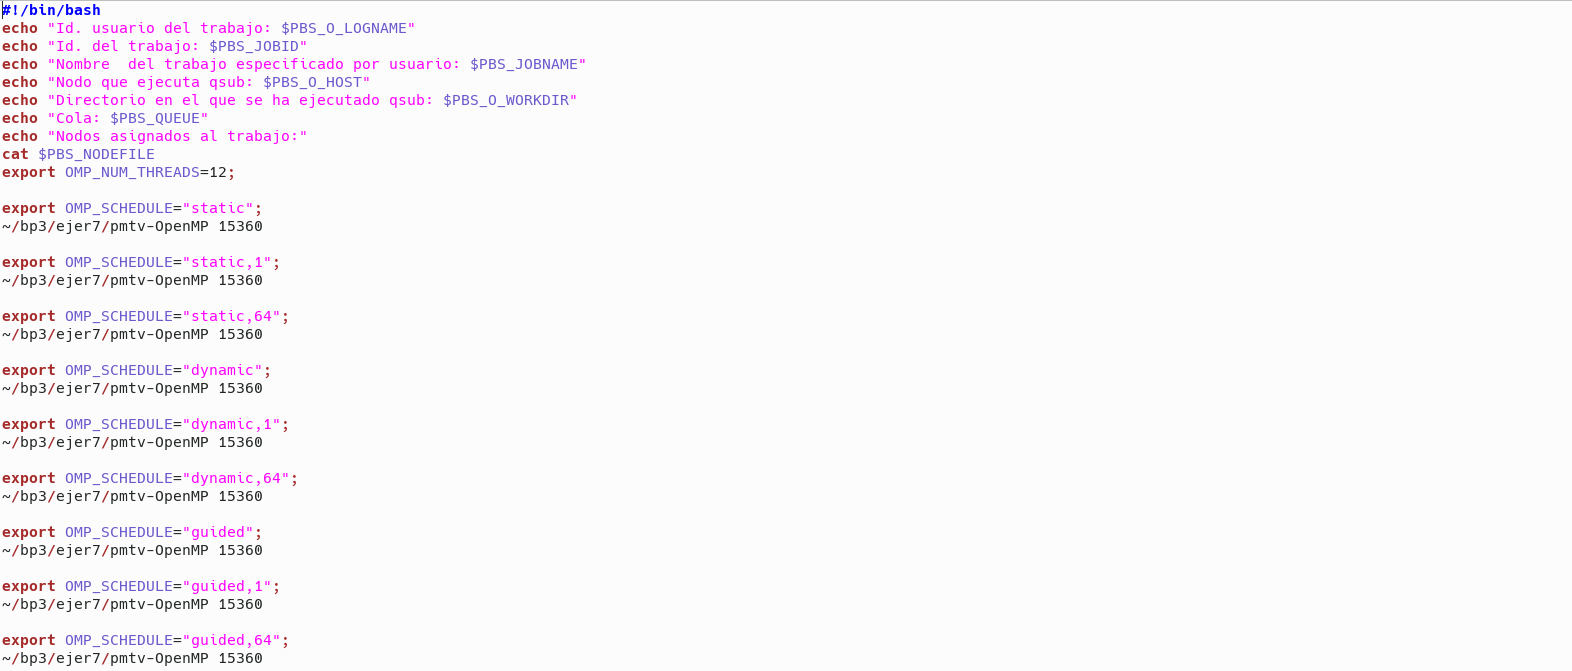 #!/bin/bash
echo "Id. usuario del trabajo: $PBS_O_LOGNAME"
echo "Id. del trabajo: $PBS_JOBID"
echo "Nombre  del trabajo especificado por usuario: $PBS_JOBNAME"
echo "Nodo que ejecuta qsub: $PBS_O_HOST"
echo "Directorio en el que se ha ejecutado qsub: $PBS_O_WORKDIR"
echo "Cola: $PBS_QUEUE"
echo "Nodos asignados al trabajo:"
cat $PBS_NODEFILE
export OMP_NUM_THREADS=12;
export OMP_SCHEDULE="static";
~/bp3/ejer7/pmtv-OpenMP 15360
export OMP_SCHEDULE="static,1";
~/bp3/ejer7/pmtv-OpenMP 15360
export OMP_SCHEDULE="static,64";
~/bp3/ejer7/pmtv-OpenMP 15360
export OMP_SCHEDULE="dynamic";
~/bp3/ejer7/pmtv-OpenMP 15360
export OMP_SCHEDULE="dynamic,1";
~/bp3/ejer7/pmtv-OpenMP 15360
export OMP_SCHEDULE="dynamic,64";
~/bp3/ejer7/pmtv-OpenMP 15360
export OMP_SCHEDULE="guided";
~/bp3/ejer7/pmtv-OpenMP 15360
export OMP_SCHEDULE="guided,1";
~/bp3/ejer7/pmtv-OpenMP 15360
export OMP_SCHEDULE="guided,64";
~/bp3/ejer7/pmtv-OpenMP 15360